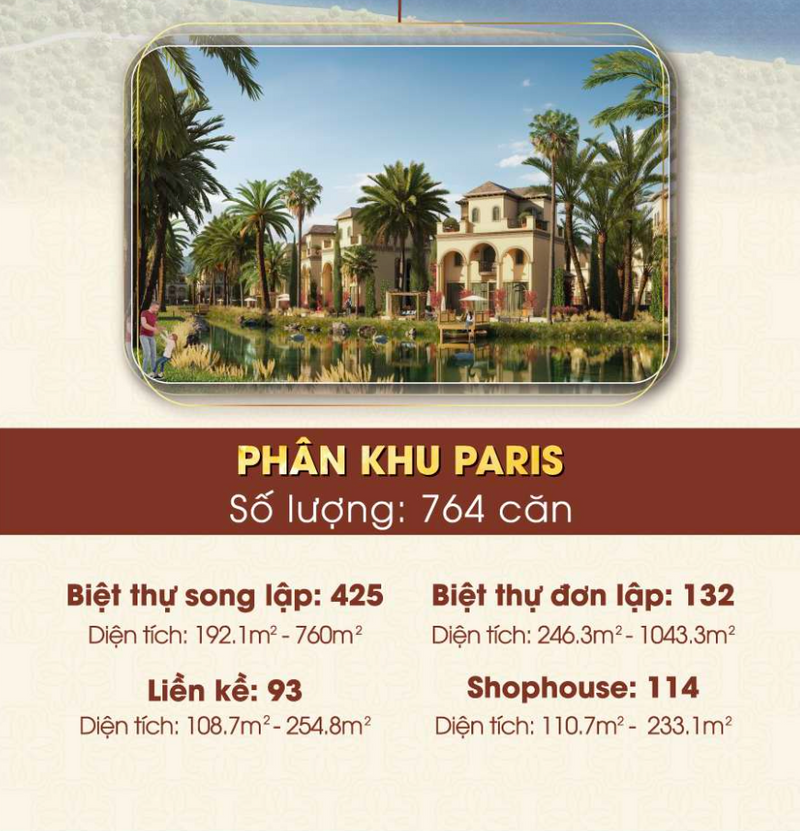 PHÂN KHU PARIS
Số lượng: 764 căn
Biệt thự song lập: 425
Diện tích: 192.1m² - 760m²
Biệt thự đơn lập: 132
Diện tích: 246.3m² - 1043.3m²
Liền kề: 93
Diện tích: 108.7m² - 254.8m²
Shophouse: 114
Diện tích: 110.7m² - 233.1m²